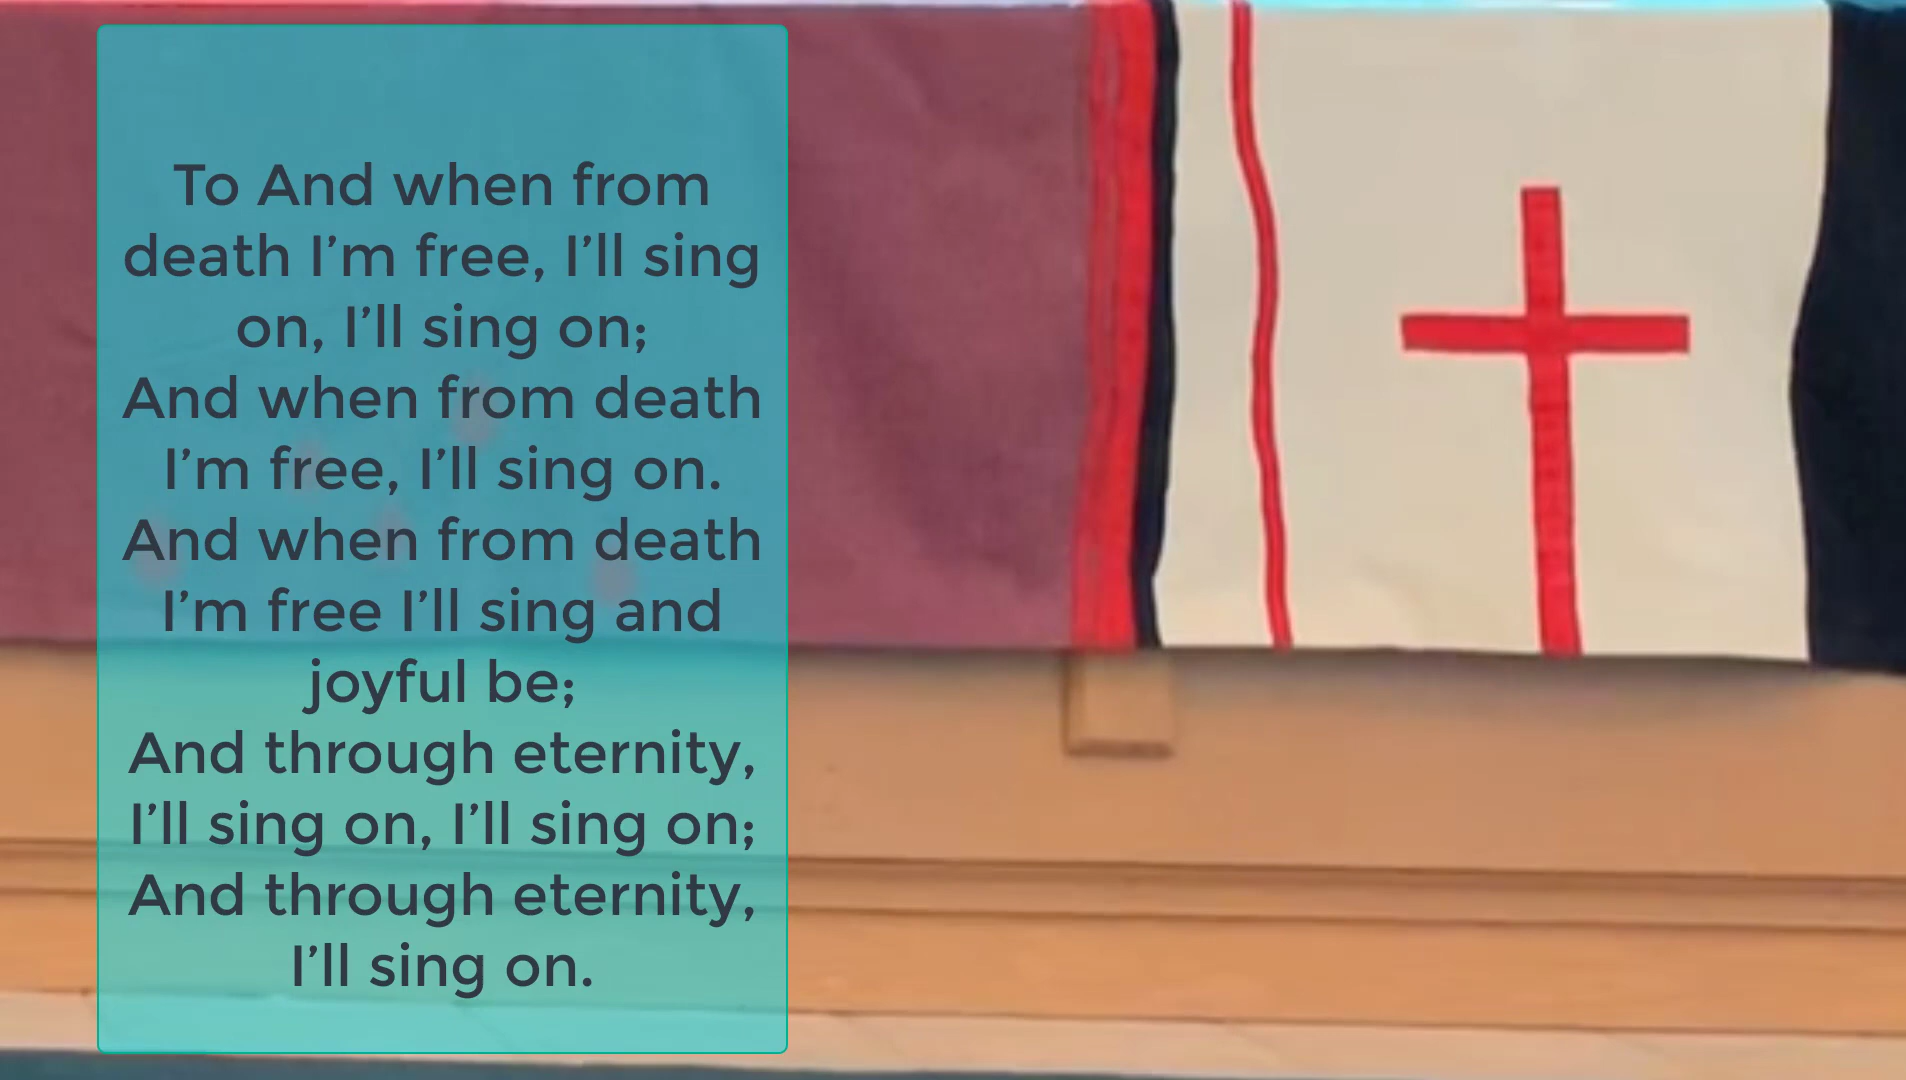 To And when from
death I’m free, I’ll sing
on, I’ll sing on;
And when from death
I’m free, I’ll sing on.
And when from death
I’m free I’ll sing and
joyful be;
And through eternity,
I’ll sing on, I’ll sing on;
And through eternity,
I’ll sing on.